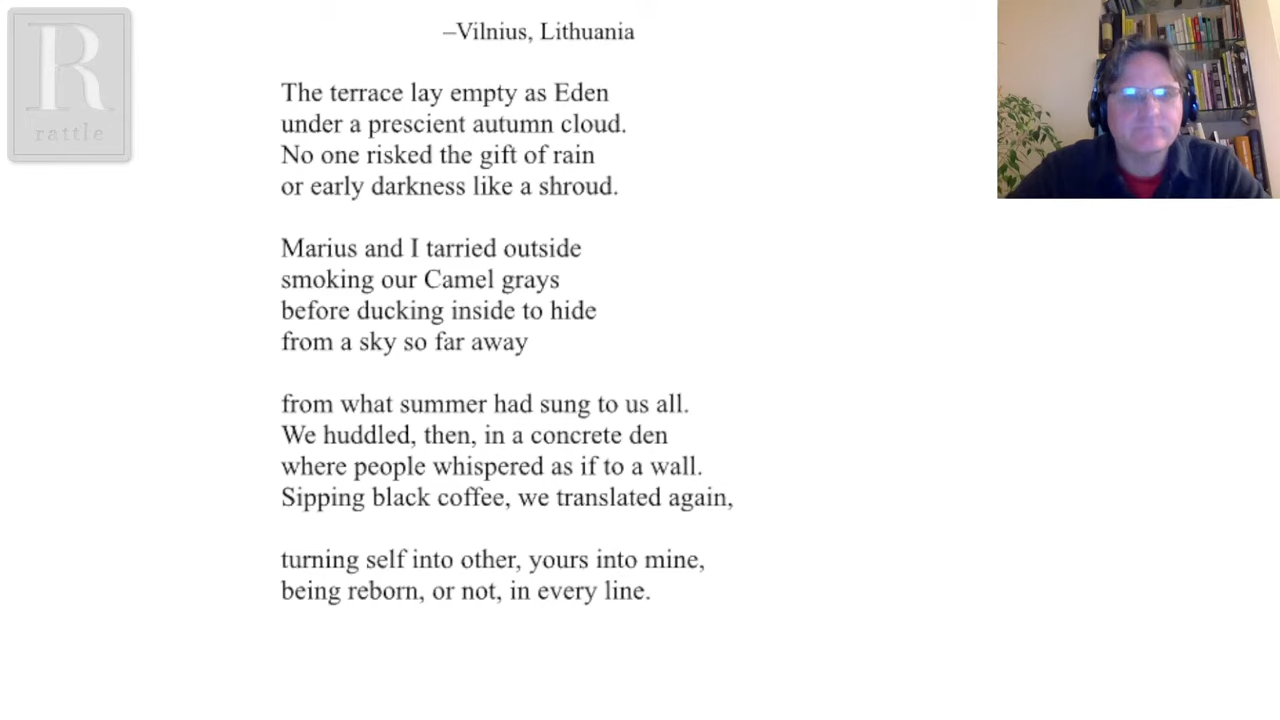 R
rattle
–Vilnius, Lithuania
The terrace lay empty as Eden
under a prescient autumn cloud.
No one risked the gift of rain
or early darkness like a shroud.
Marius and I tarried outside
smoking our Camel grays
before ducking inside to hide
from a sky so far away
from what summer had sung to us all.
We huddled, then, in a concrete den
where people whispered as if to a wall.
Sipping black coffee, we translated again,
turning self into other, yours into mine,
being reborn, or not, in every line.